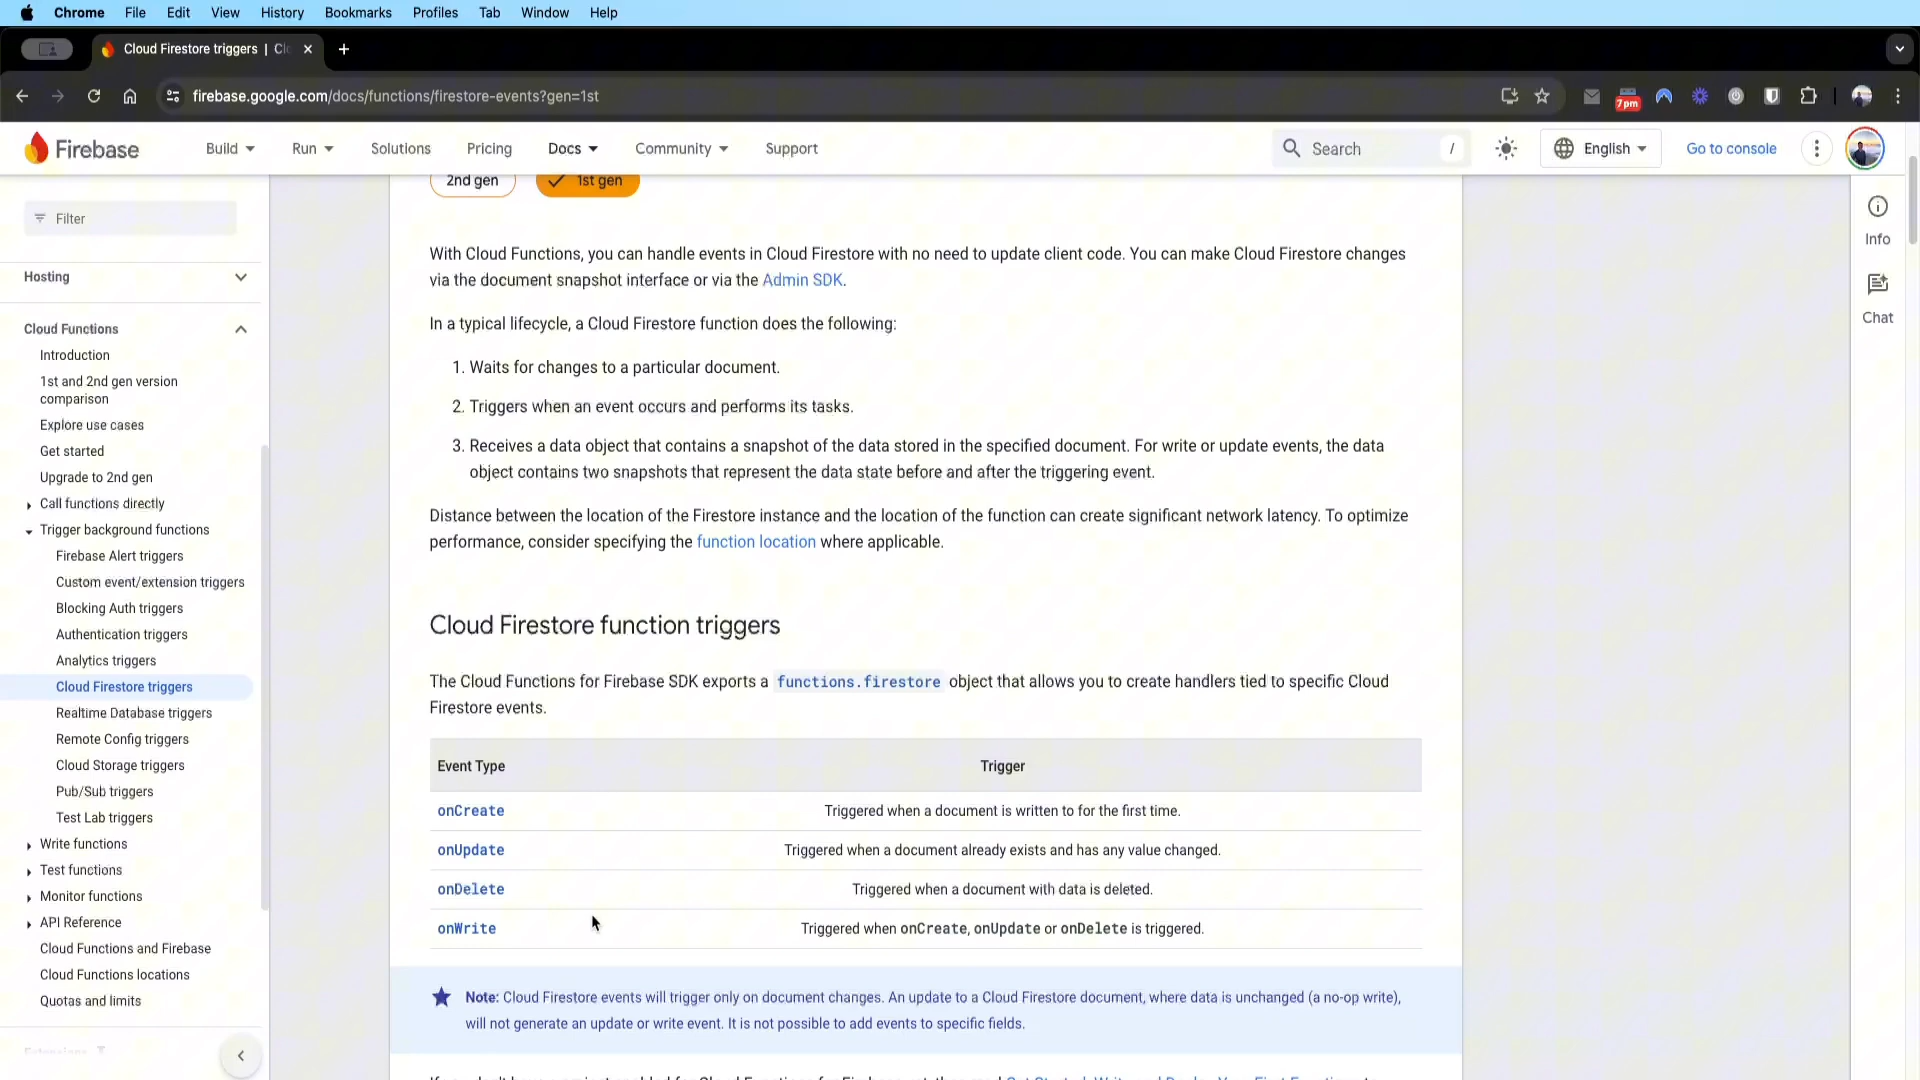 Chrome File Edit View History Bookmarks Profiles Tab Window Help
Cloud Firestore triggers | Cl
firebase.google.com/docs/functions/firestore-events?gen=1st
7pm
Firebase Build Run Solutions Pricing Docs Community Support Search / English Go to console
Filter
Hosting
Cloud Functions
Introduction
1st and 2nd gen version
comparison
Explore use cases
Get started
Upgrade to 2nd gen
Call functions directly
Trigger background functions
Firebase Alert triggers
Custom event/extension triggers
Blocking Auth triggers
Authentication triggers
Analytics triggers
Cloud Firestore triggers
Realtime Database triggers
Remote Config triggers
Cloud Storage triggers
Pub/Sub triggers
Test Lab triggers
Write functions
Test functions
Monitor functions
API Reference
Cloud Functions and Firebase
Cloud Functions locations
Quotas and limits
Extensions
2nd gen 1st gen
With Cloud Functions, you can handle events in Cloud Firestore with no need to update client code. You can make Cloud Firestore changes
via the document snapshot interface or via the Admin SDK.
In a typical lifecycle, a Cloud Firestore function does the following:
1. Waits for changes to a particular document.
2. Triggers when an event occurs and performs its tasks.
3. Receives a data object that contains a snapshot of the data stored in the specified document. For write or update events, the data
object contains two snapshots that represent the data state before and after the triggering event.
Distance between the location of the Firestore instance and the location of the function can create significant network latency. To optimize
performance, consider specifying the function location where applicable.
Cloud Firestore function triggers
The Cloud Functions for Firebase SDK exports a functions.firestore object that allows you to create handlers tied to specific Cloud
Firestore events.
Event Type Trigger
onCreate Triggered when a document is written to for the first time.
onUpdate Triggered when a document already exists and has any value changed.
onDelete Triggered when a document with data is deleted.
onWrite Triggered when onCreate, onUpdate or onDelete is triggered.
Note: Cloud Firestore events will trigger only on document changes. An update to a Cloud Firestore document, where data is unchanged (a no-op write),
will not generate an update or write event. It is not possible to add events to specific fields.
Info
Chat